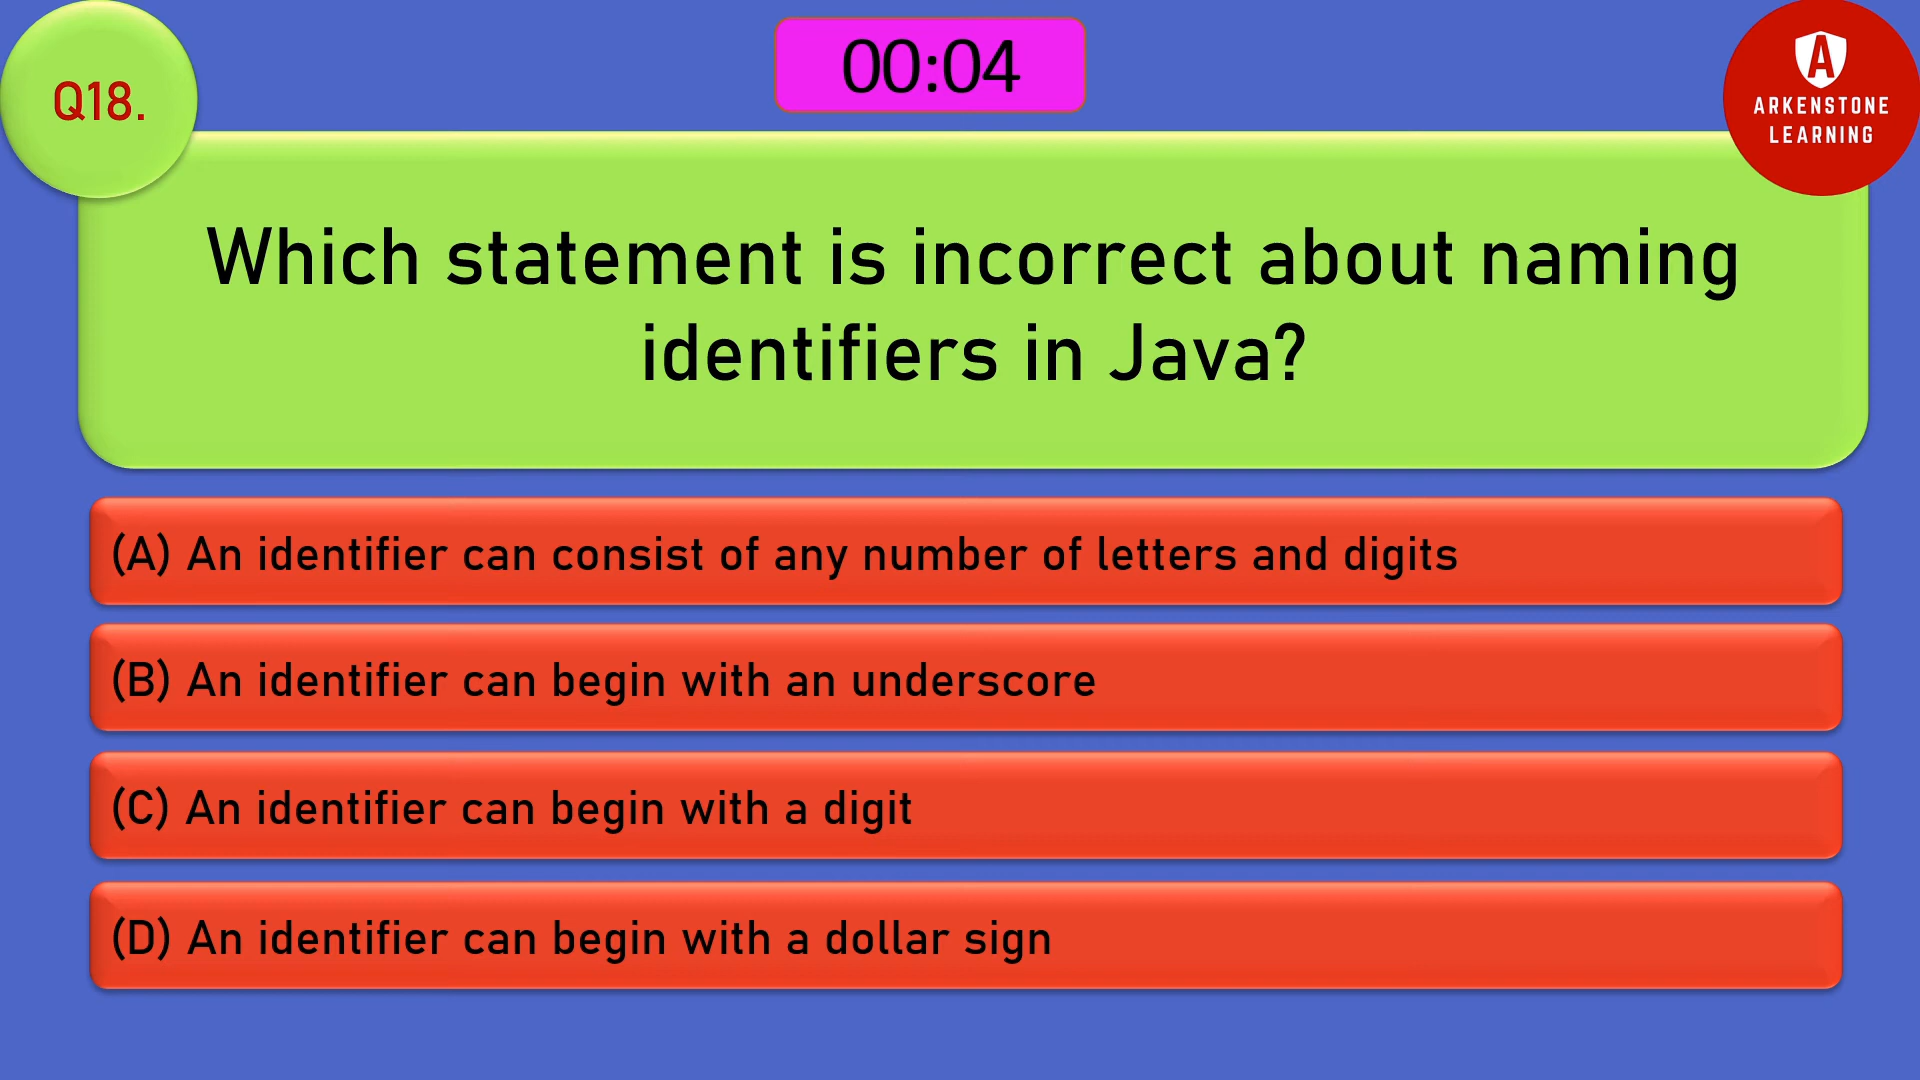 00:04
Q18.
A
ARKENSTONE
LEARNING
Which statement is incorrect about naming
identifiers in Java?
(A) An identifier can consist of any number of letters and digits
(B) An identifier can begin with an underscore
(C) An identifier can begin with a digit
(D) An identifier can begin with a dollar sign